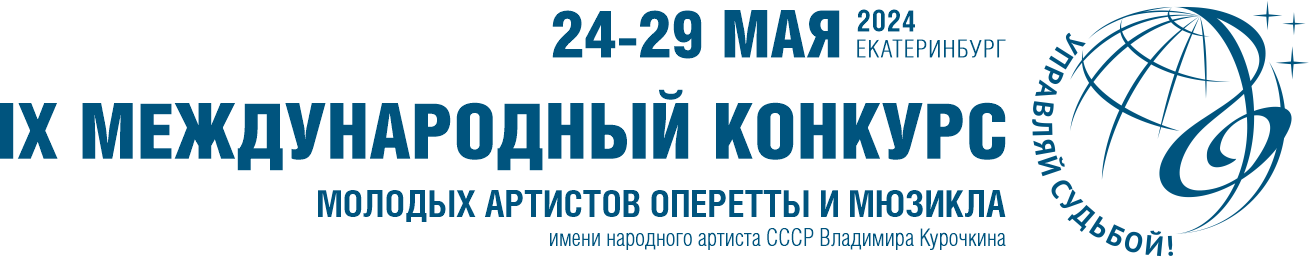 24-29 МАЯ 2024
ЕКАТЕРИНБУРГ
IX МЕЖДУНАРОДНЫЙ КОНКУРС
МОЛОДЫХ АРТИСТОВ ОПЕРЕТТЫ И МЮЗИКЛА
имени народного артиста СССР Владимира Курочкина
УПРАВЛЯЙ СУДЬБОЙ!